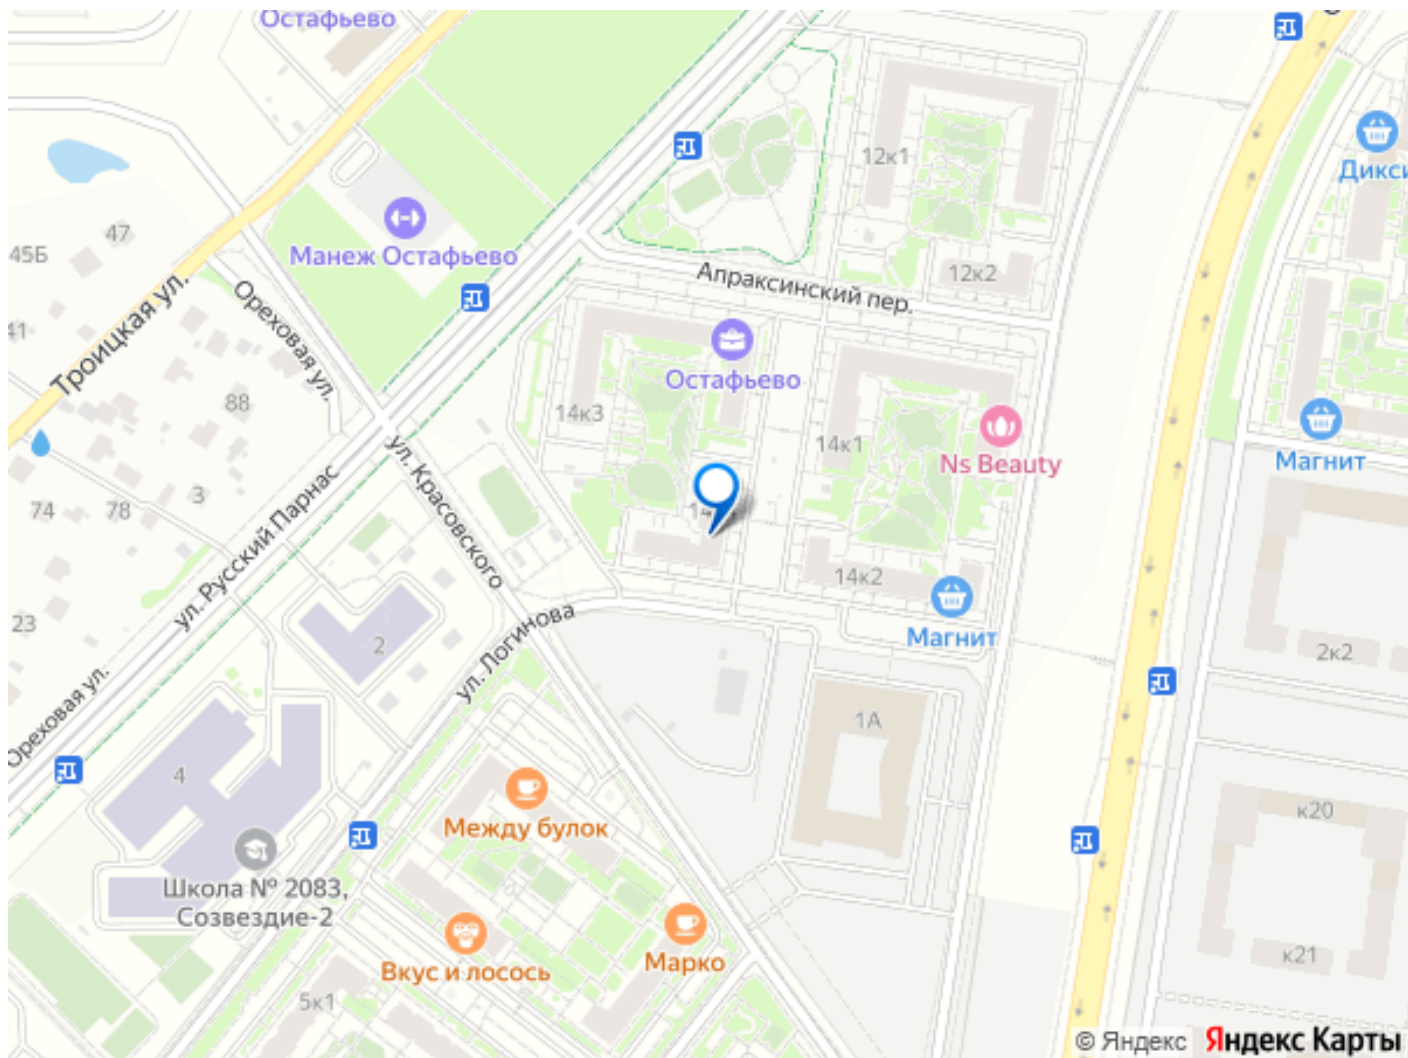 Остафьево
12к1
Дикси
47
45Б
Манеж Остафьево
12к2
Апраксинский пер.
Троицкая ул.
Ореховая ул.
41
Остафьево
88
14к3
14к1
Ns Beauty
Магнит
ул. Красовского
74
78
3
ул. Русский Парнас
14к2
Магнит
23
2
ул. Логинова
2к2
Ореховая ул.
1А
4
к20
Между булок
Школа № 2083,
Созвездие-2
Вкус и лосось
Марко
к21
5к1
© Яндекс Яндекс Карты